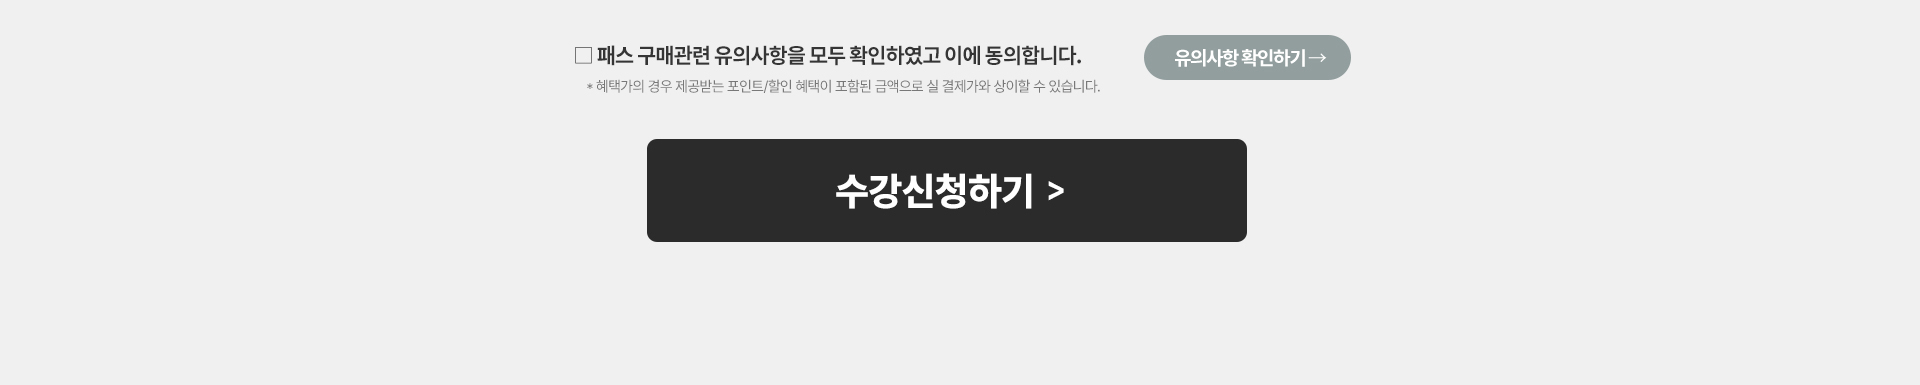 □ 패스 구매관련 유의사항을 모두 확인하였고 이에 동의합니다.
유의사항 확인하기→
* 혜택가의 경우 제공받는 포인트/할인 혜택이 포함된 금액으로 실 결제가와 상이할 수 있습니다.
수강신청하기 >